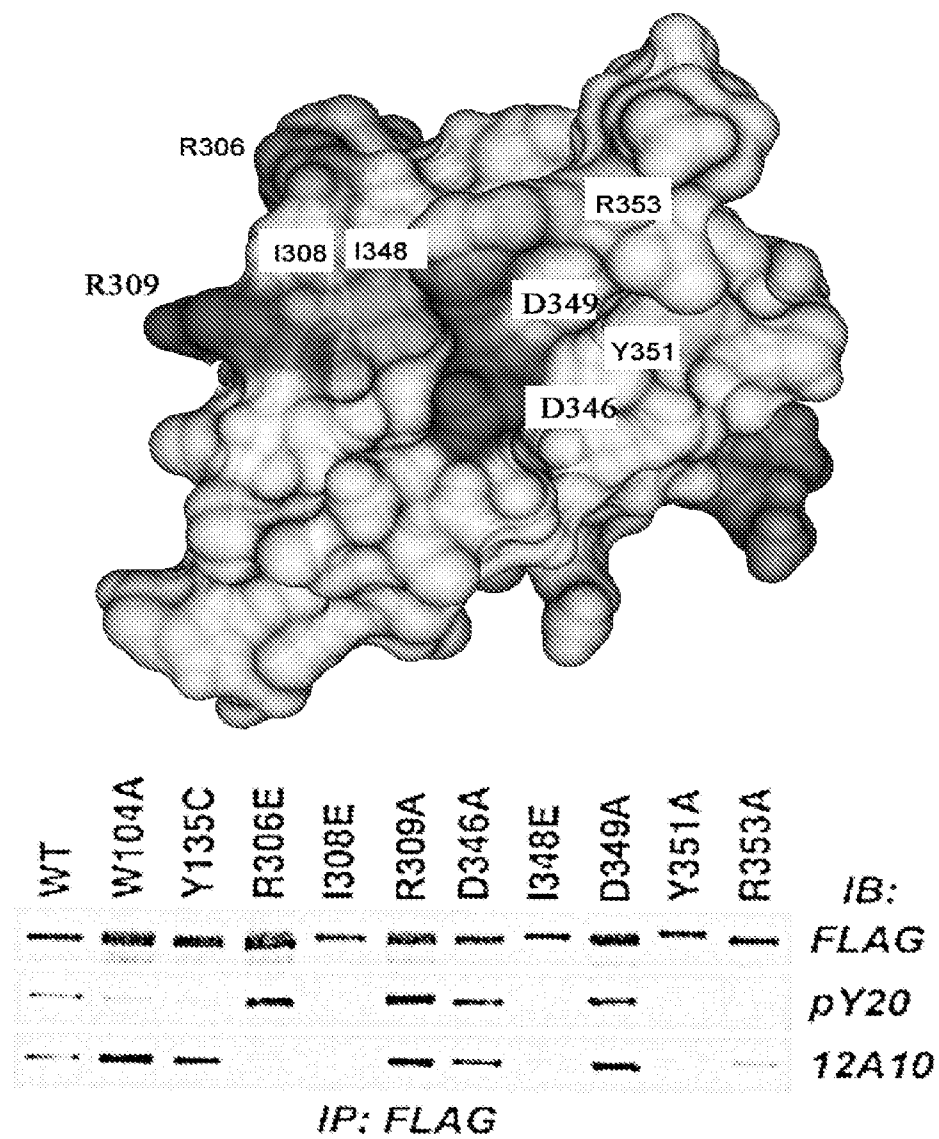 R306
R353
I308 I348
R309
D349
Y351
D346
WT W104A Y135C R306E I308E R309A D346A I348E D349A Y351A R353A
IB:
FLAG
pY20
12A10
IP: FLAG